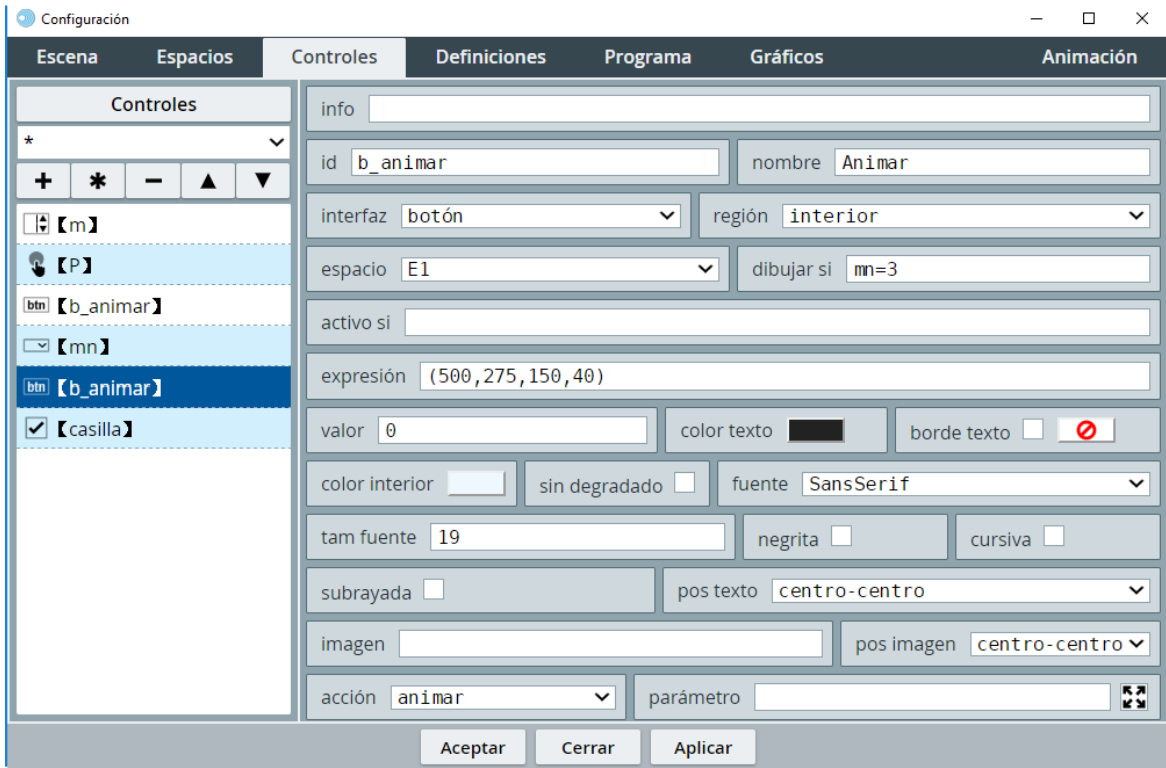 Configuración
Escena Espacios Controles Definiciones Programa Gráficos Animación
Controles
*
+ * − ▲ ▼
【m】
【P】
btn 【b_animar】
【mn】
btn 【b_animar】
【casilla】
info
id b_animar nombre Animar
interfaz botón región interior
espacio E1 dibujar si mn=3
activo si
expresión (500,275,150,40)
valor 0 color texto borde texto
color interior sin degradado fuente SansSerif
tam fuente 19 negrita cursiva
subrayada pos texto centro-centro
imagen pos imagen centro-centro
acción animar parámetro
Aceptar Cerrar Aplicar